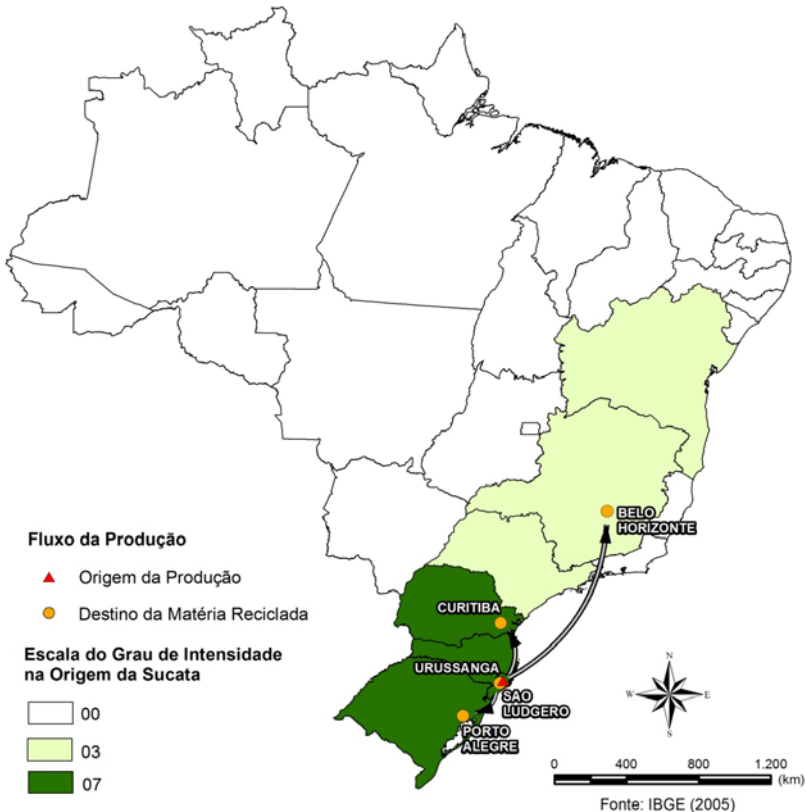 BELO
HORIZONTE
CURITIBA
URUSSANGA
SAO
LUDGERO
PORTO
ALEGRE
Fluxo da Produção
Origem da Produção
Destino da Matéria Reciclada
Escala do Grau de Intensidade
na Origem da Sucata
00
03
07
N
W
E
S
0 400 800 1.200
(km)
Fonte: IBGE (2005)